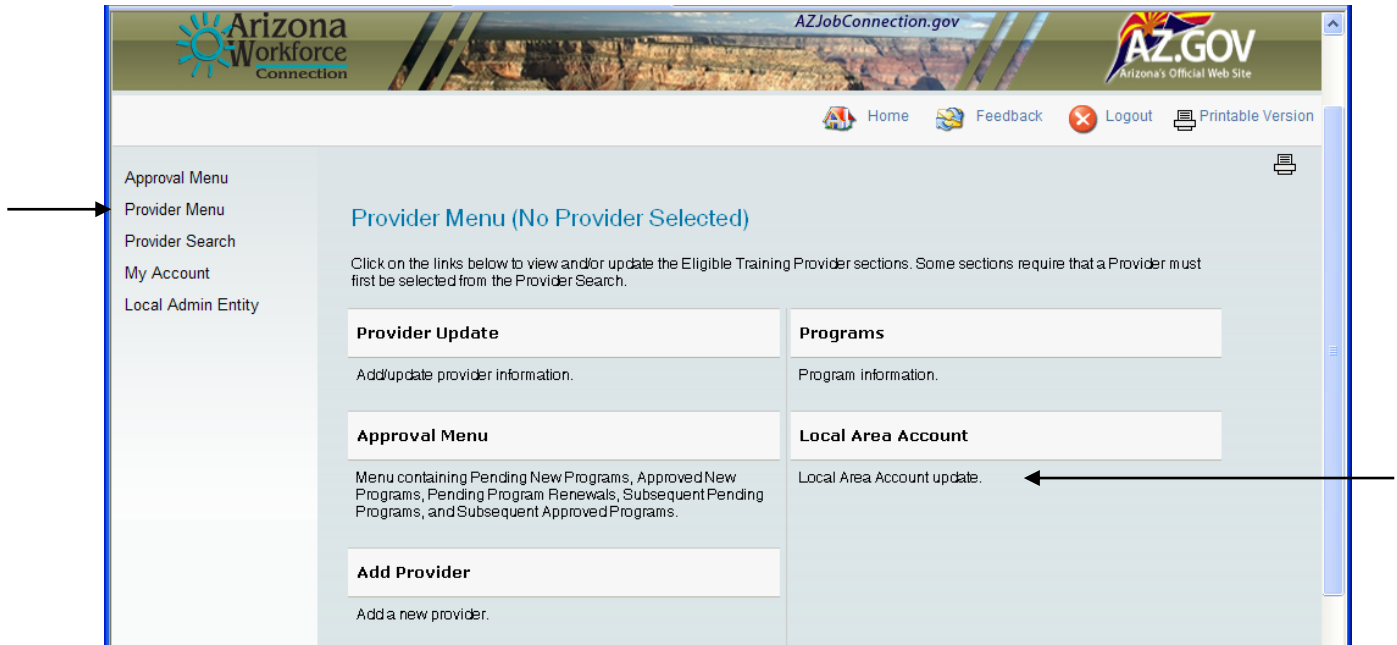 Arizona
Workforce
Connection
AZJobConnection.gov
AZ.GOV
Arizona's Official Web Site
Home
Feedback
Logout
Printable Version
Approval Menu
Provider Menu
Provider Search
My Account
Local Admin Entity
Provider Menu (No Provider Selected)
Click on the links below to view and/or update the Eligible Training Provider sections. Some sections require that a Provider must
first be selected from the Provider Search.
Provider Update
Add/update provider information.
Programs
Program information.
Approval Menu
Menu containing Pending New Programs, Approved New
Programs, Pending Program Renewals, Subsequent Pending
Programs, and Subsequent Approved Programs.
Local Area Account
Local Area Account update.
Add Provider
Add a new provider.